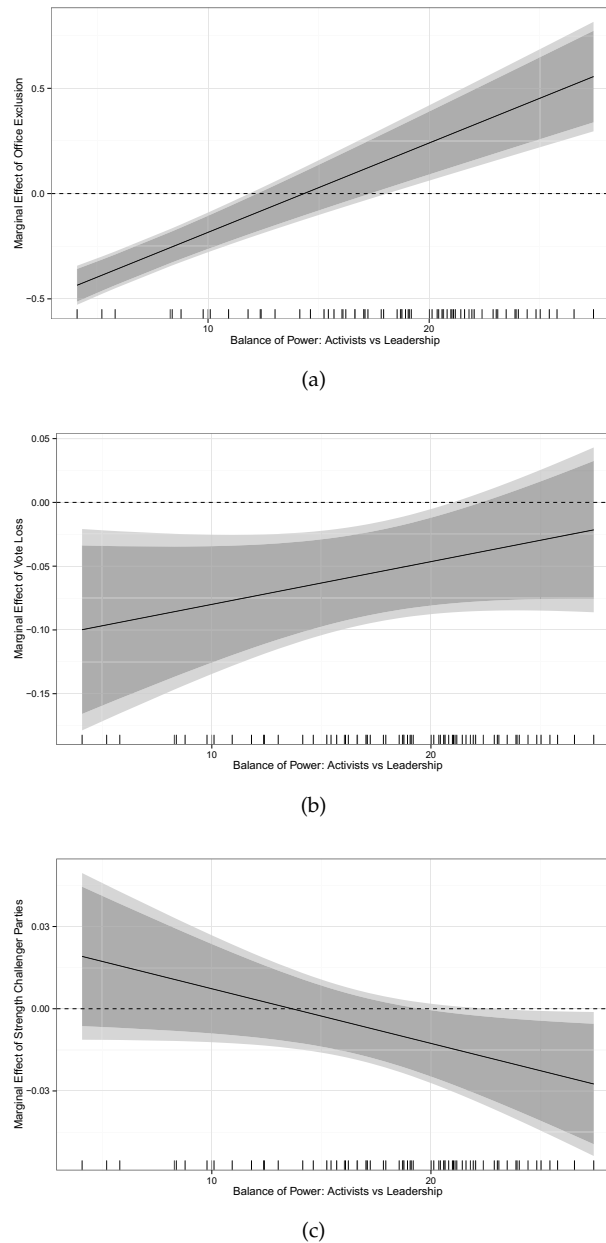 0.5
0.0
−0.5
Marginal Effect of Office Exclusion
10
20
Balance of Power: Activists vs Leadership
(a)
0.05
0.00
−0.05
−0.10
−0.15
Marginal Effect of Vote Loss
10
20
Balance of Power: Activists vs Leadership
(b)
0.03
0.00
−0.03
Marginal Effect of Strength Challenger Parties
10
20
Balance of Power: Activists vs Leadership
(c)